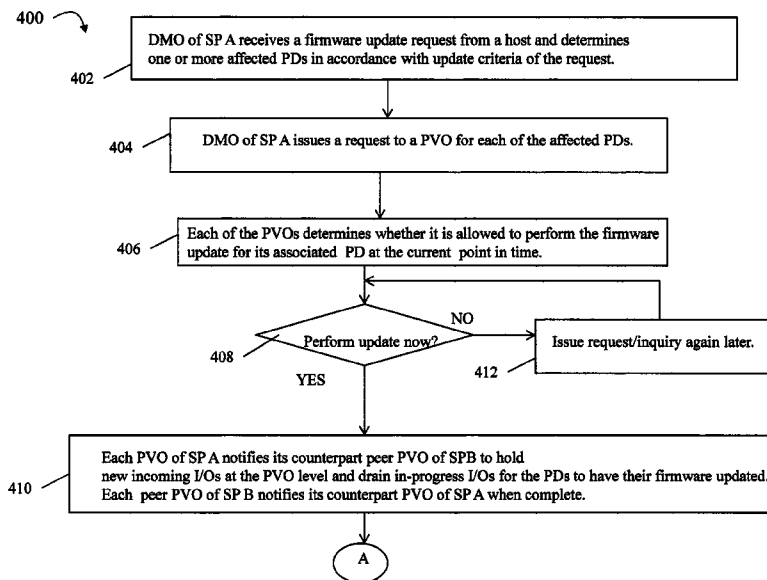 400
DMO of SP A receives a firmware update request from a host and determines
one or more affected PDs in accordance with update criteria of the request.
402
404
DMO of SP A issues a request to a PVO for each of the affected PDs.
Each of the PVOs determines whether it is allowed to perform the firmware
update for its associated PD at the current point in time.
406
NO
Perform update now?
408
Issue request/inquiry again later.
412
YES
Each PVO of SP A notifies its counterpart peer PVO of SPB to hold
new incoming I/Os at the PVO level and drain in-progress I/Os for the PDs to have their firmware updated.
Each peer PVO of SP B notifies its counterpart PVO of SP A when complete.
410
A